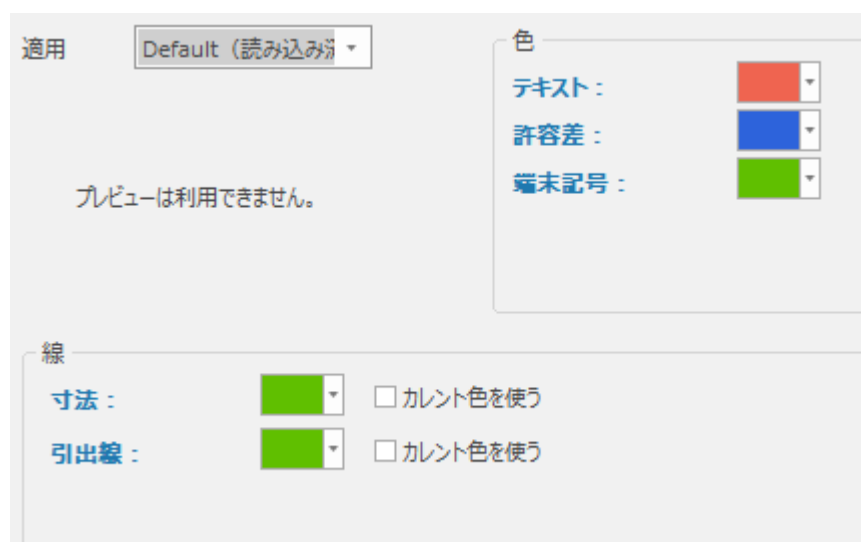 適用
Default（読み込み済
プレビューは利用できません。
色
テキスト：
許容差：
端末記号：
線
寸法： カレント色を使う
引出線： カレント色を使う